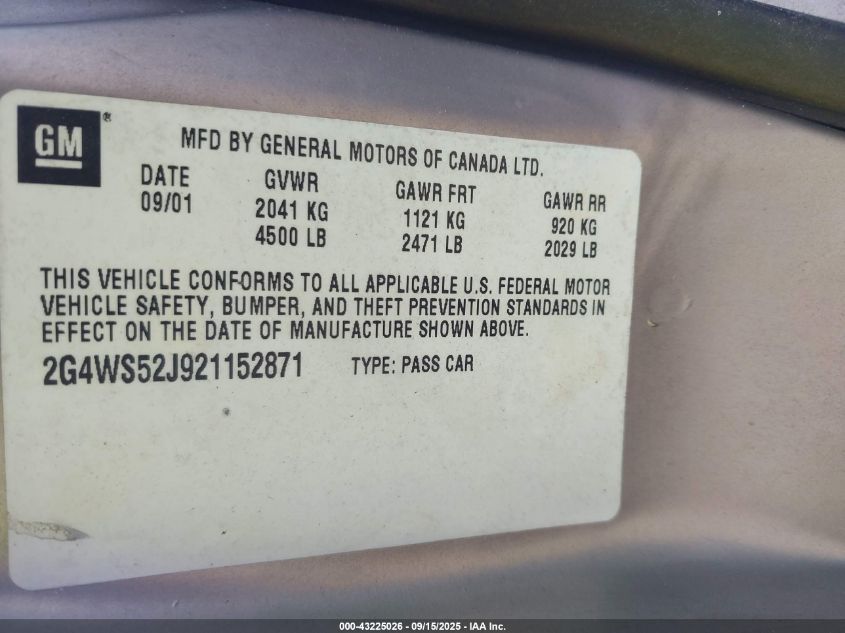 GM®
MFD BY GENERAL MOTORS OF CANADA LTD.
DATE GVWR GAWR FRT GAWR RR
09/01 2041 KG 1121 KG 920 KG
4500 LB 2471 LB 2029 LB
THIS VEHICLE CONFORMS TO ALL APPLICABLE U.S. FEDERAL MOTOR
VEHICLE SAFETY, BUMPER, AND THEFT PREVENTION STANDARDS IN
EFFECT ON THE DATE OF MANUFACTURE SHOWN ABOVE.
2G4WS52J921152871 TYPE: PASS CAR
000-43225026 - 09/15/2025 - IAA Inc.